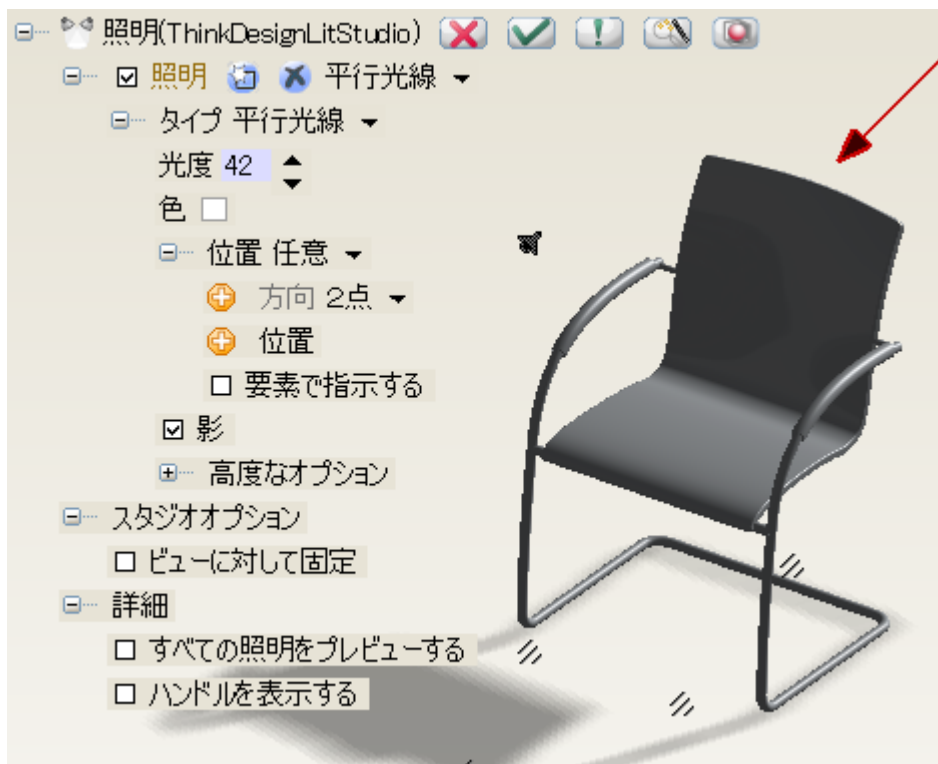 照明(ThinkDesignLitStudio)
照明 平行光線
タイプ 平行光線
光度 42
色
位置 任意
方向 2点
位置
要素で指示する
影
高度なオプション
スタジオオプション
ビューに対して固定
詳細
すべての照明をプレビューする
ハンドルを表示する